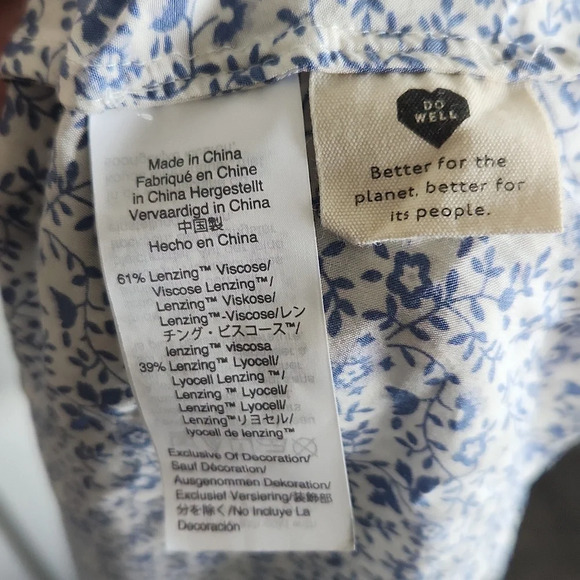 Made in China
Fabriqué en Chine
in China Hergestellt
Vervaardigd in China
中国製
Hecho en China
61% Lenzing™ Viscose/
Viscose Lenzing™/
Lenzing™ Viskose/
Lenzing™-Viscose/レン
チング・ビスコース™/
lenzing™ viscosa
39% Lenzing™ Lyocell/
Lyocell Lenzing ™/
Lenzing™ Lyocell/
Lenzing™ Lyocell/
Lenzing™リヨセル/
lyocell de lenzing™
Exclusive Of Decoration/
Sauf Décoration/
Ausgenommen Dekoration/
Exclusief Versiering/装飾部
分を除く/No Incluye La
Decoración
DO
WELL
Better for the
planet, better for
its people.